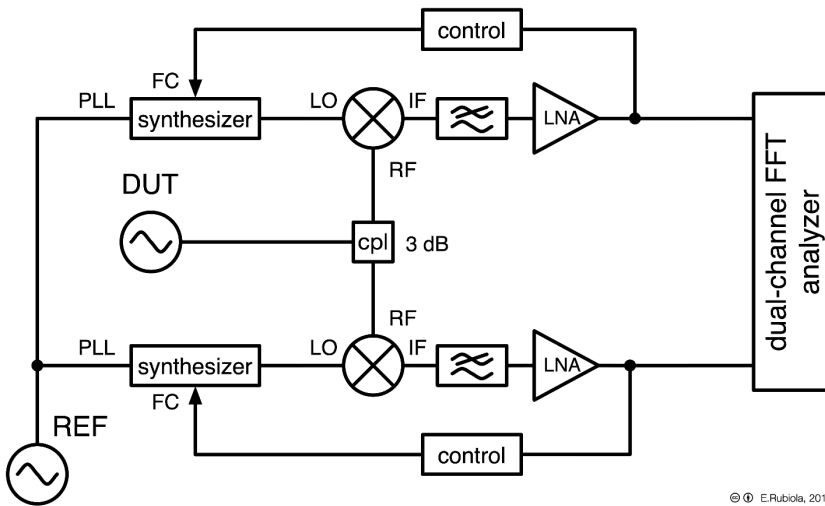 control
FC
PLL
LO
IF
synthesizer
LNA
RF
DUT
cpl
3 dB
dual-channel FFT
analyzer
RF
PLL
LO
IF
synthesizer
LNA
FC
REF
control
cc E.Rubiola, 201